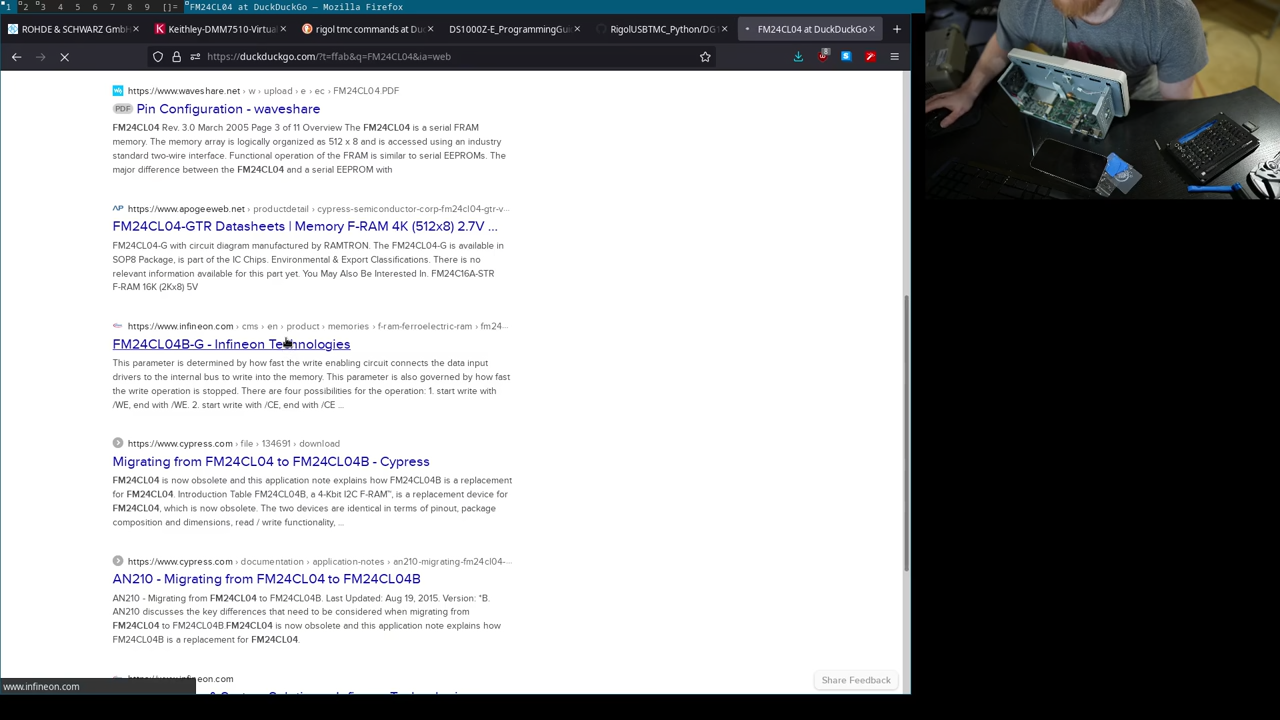 1 2 3 4 5 6 7 8 9 []= FM24CL04 at DuckDuckGo — Mozilla Firefox
ROHDE & SCHWARZ GmbH
Keithley-DMM7510-Virtua
rigol tmc commands at Du
DS1000Z-E_ProgrammingGui
RigolUSBTMC_Python/DG1
FM24CL04 at DuckDuckGo
https://duckduckgo.com/?t=ffab&q=FM24CL04&ia=web
https://www.waveshare.net › w › upload › e › ec › FM24CL04.PDF
PDF Pin Configuration - waveshare
FM24CL04 Rev. 3.0 March 2005 Page 3 of 11 Overview The FM24CL04 is a serial FRAM
memory. The memory array is logically organized as 512 x 8 and is accessed using an industry
standard two-wire interface. Functional operation of the FRAM is similar to serial EEPROMs. The
major difference between the FM24CL04 and a serial EEPROM with
AP https://www.apogeeweb.net › productdetail › cypress-semiconductor-corp-fm24cl04-gtr-v...
FM24CL04-GTR Datasheets | Memory F-RAM 4K (512x8) 2.7V ...
FM24CL04-G with circuit diagram manufactured by RAMTRON. The FM24CL04-G is available in
SOP8 Package, is part of the IC Chips. Environmental & Export Classifications. There is no
relevant information available for this part yet. You May Also Be Interested In. FM24C16A-STR
F-RAM 16K (2Kx8) 5V
https://www.infineon.com › cms › en › product › memories › f-ram-ferroelectric-ram › fm24...
FM24CL04B-G - Infineon Technologies
This parameter is determined by how fast the write enabling circuit connects the data input
drivers to the internal bus to write into the memory. This parameter is also governed by how fast
the write operation is stopped. There are four possibilities for the operation: 1. start write with
/WE, end with /WE. 2. start write with /CE, end with /CE ...
https://www.cypress.com › file › 134691 › download
Migrating from FM24CL04 to FM24CL04B - Cypress
FM24CL04 is now obsolete and this application note explains how FM24CL04B is a replacement
for FM24CL04. Introduction Table FM24CL04B, a 4-Kbit I2C F-RAM™, is a replacement device for
FM24CL04, which is now obsolete. The two devices are identical in terms of pinout, package
composition and dimensions, read / write functionality, ...
https://www.cypress.com › documentation › application-notes › an210-migrating-fm24cl04-...
AN210 - Migrating from FM24CL04 to FM24CL04B
AN210 - Migrating from FM24CL04 to FM24CL04B. Last Updated: Aug 19, 2015. Version: *B.
AN210 discusses the key differences that need to be considered when migrating from
FM24CL04 to FM24CL04B.FM24CL04 is now obsolete and this application note explains how
FM24CL04B is a replacement for FM24CL04.
www.infineon.com
Share Feedback